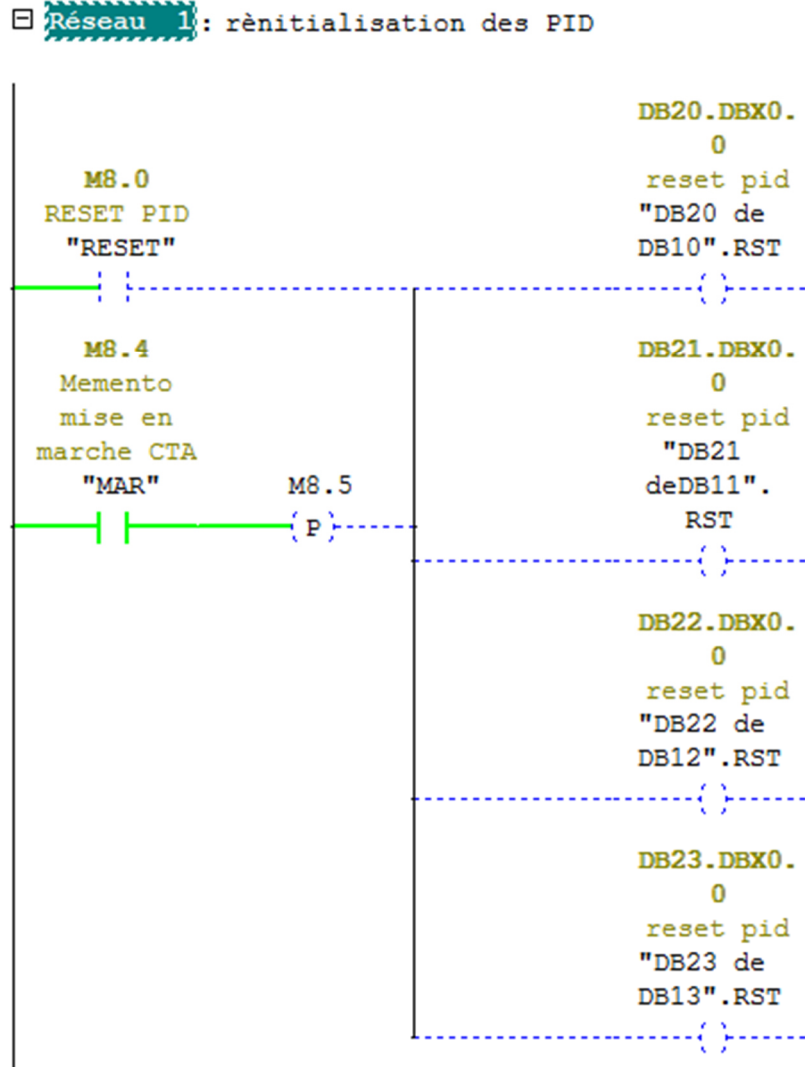 Réseau 1: rènitialisation des PID
DB20.DBX0.
0
reset pid
"DB20 de
DB10".RST
M8.0
RESET PID
"RESET"
DB21.DBX0.
0
reset pid
"DB21
deDB11".
RST
M8.4
Memento
mise en
marche CTA
"MAR"
M8.5
P
DB22.DBX0.
0
reset pid
"DB22 de
DB12".RST
DB23.DBX0.
0
reset pid
"DB23 de
DB13".RST